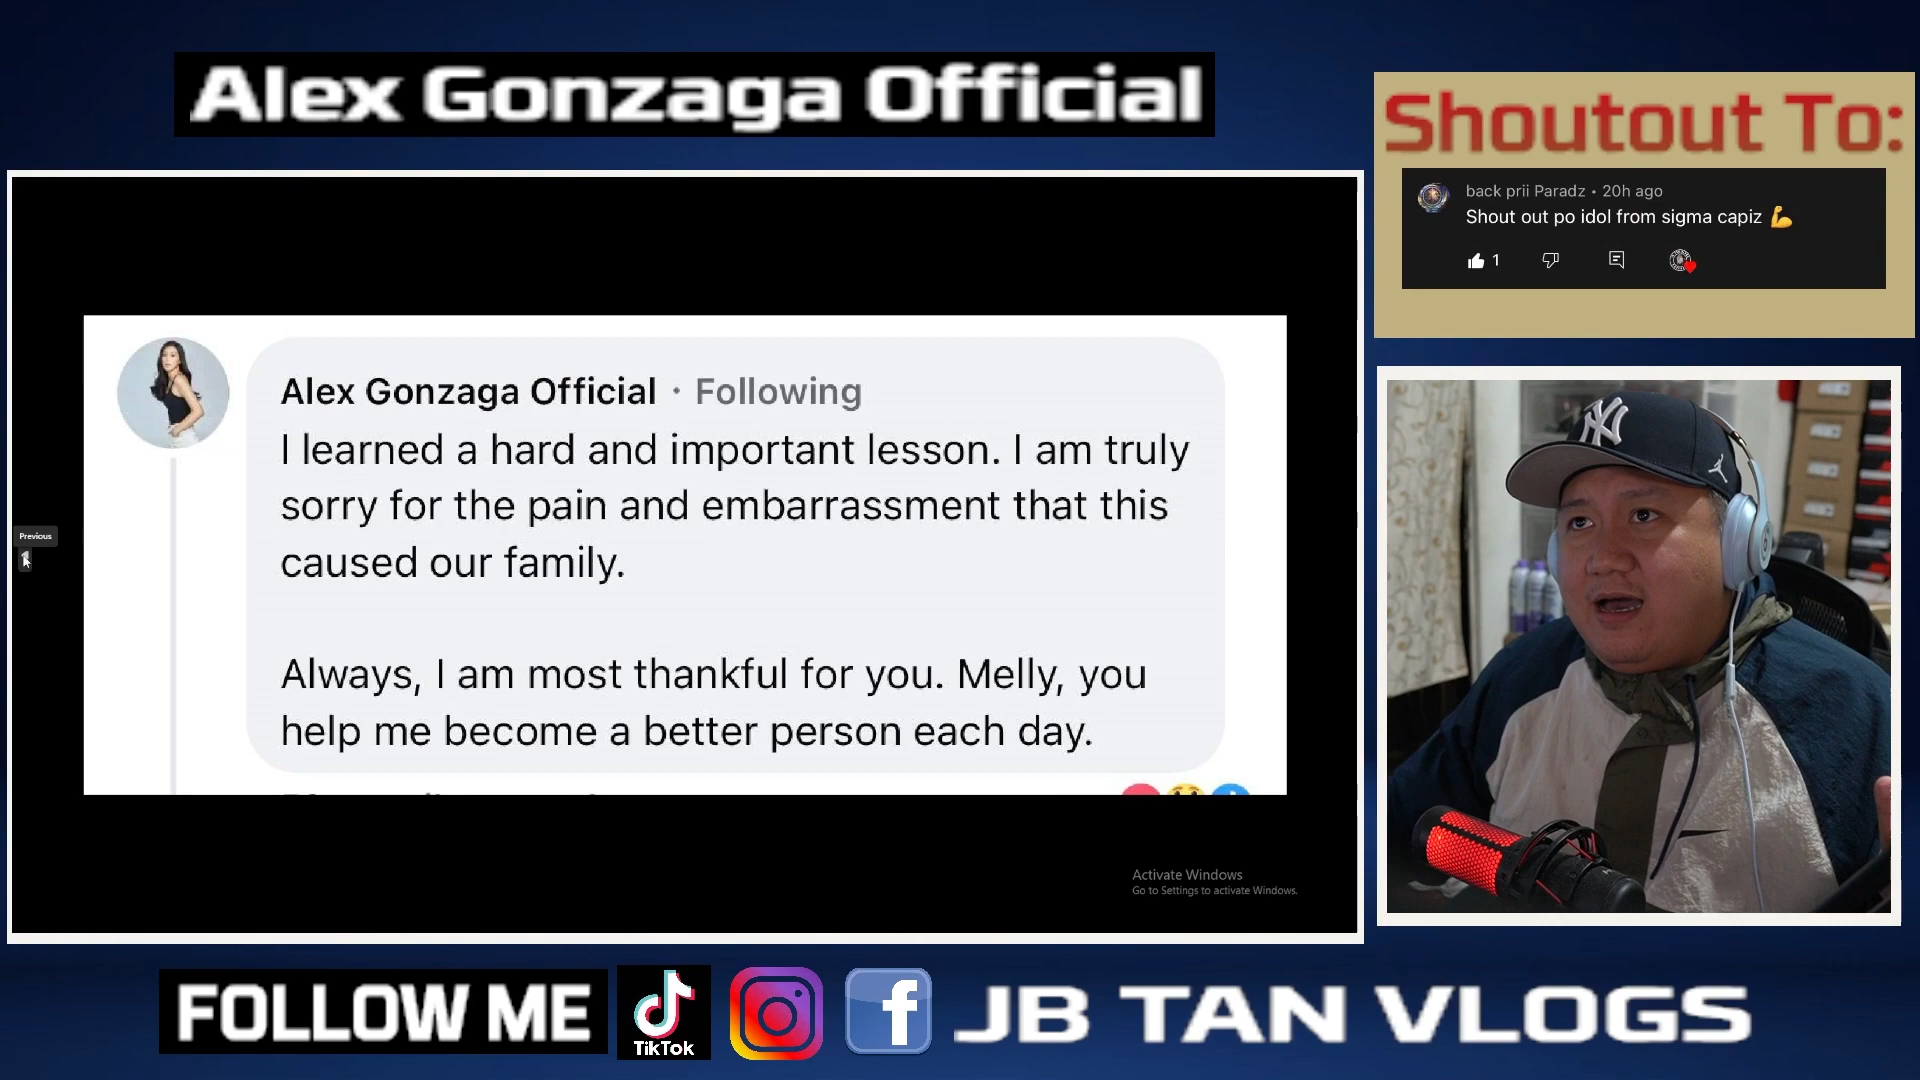 Alex Gonzaga Official
Shoutout To:
back prii Paradz • 20h ago
Shout out po idol from sigma capiz 💪
1
Alex Gonzaga Official · Following
I learned a hard and important lesson. I am truly
sorry for the pain and embarrassment that this
caused our family.
Always, I am most thankful for you. Melly, you
help me become a better person each day.
Previous
Activate Windows
Go to Settings to activate Windows.
NY
FOLLOW ME
TikTok
JB TAN VLOGS